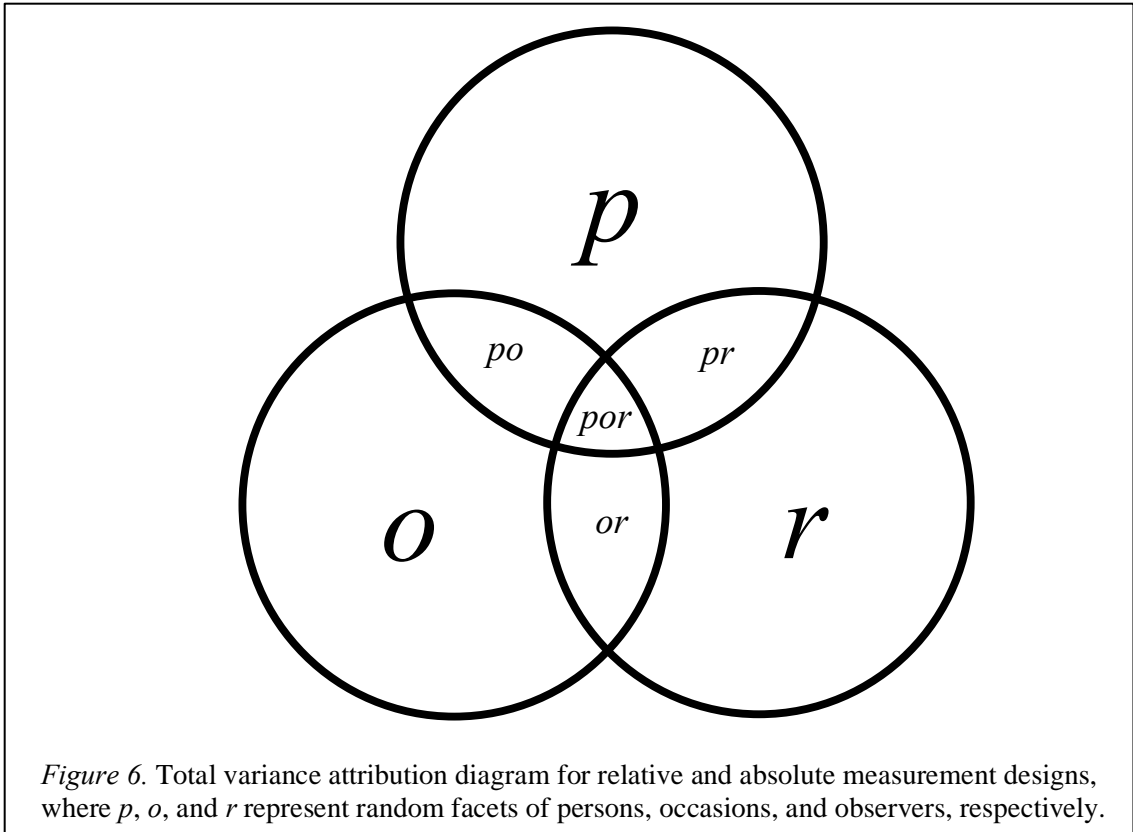 p
po
pr
por
o
or
r
Figure 6. Total variance attribution diagram for relative and absolute measurement designs,
where p, o, and r represent random facets of persons, occasions, and observers, respectively.